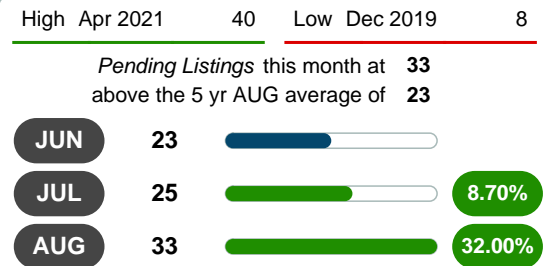 High Apr 2021 40 Low Dec 2019 8
Pending Listings this month at 33
above the 5 yr AUG average of 23
JUN 23
JUL 25 8.70%
AUG 33 32.00%